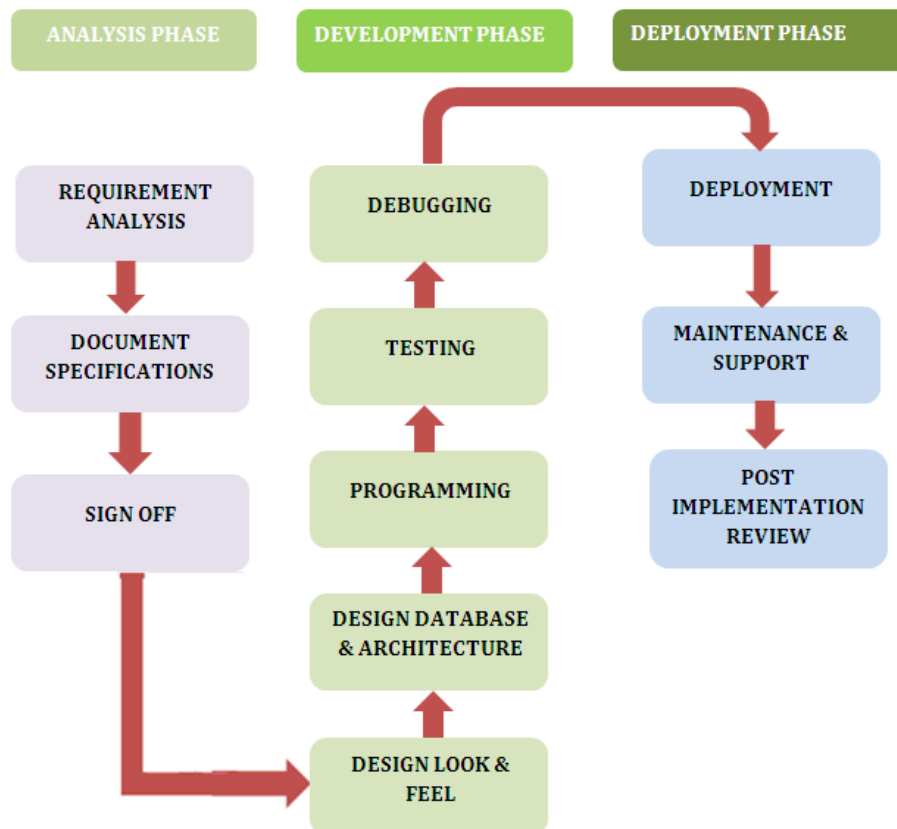 ANALYSIS PHASE
DEVELOPMENT PHASE
DEPLOYMENT PHASE
REQUIREMENT
ANALYSIS
DOCUMENT
SPECIFICATIONS
SIGN OFF
DEBUGGING
TESTING
PROGRAMMING
DESIGN DATABASE
& ARCHITECTURE
DESIGN LOOK &
FEEL
DEPLOYMENT
MAINTENANCE &
SUPPORT
POST
IMPLEMENTATION
REVIEW